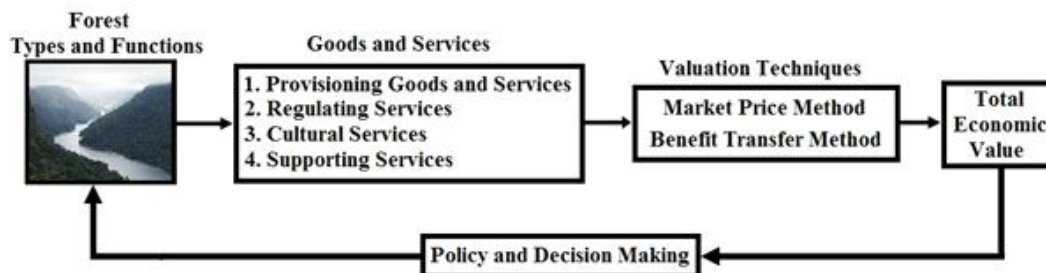 Forest
Types and Functions
Goods and Services
1. Provisioning Goods and Services
2. Regulating Services
3. Cultural Services
4. Supporting Services
Valuation Techniques
Market Price Method
Benefit Transfer Method
Total
Economic
Value
Policy and Decision Making